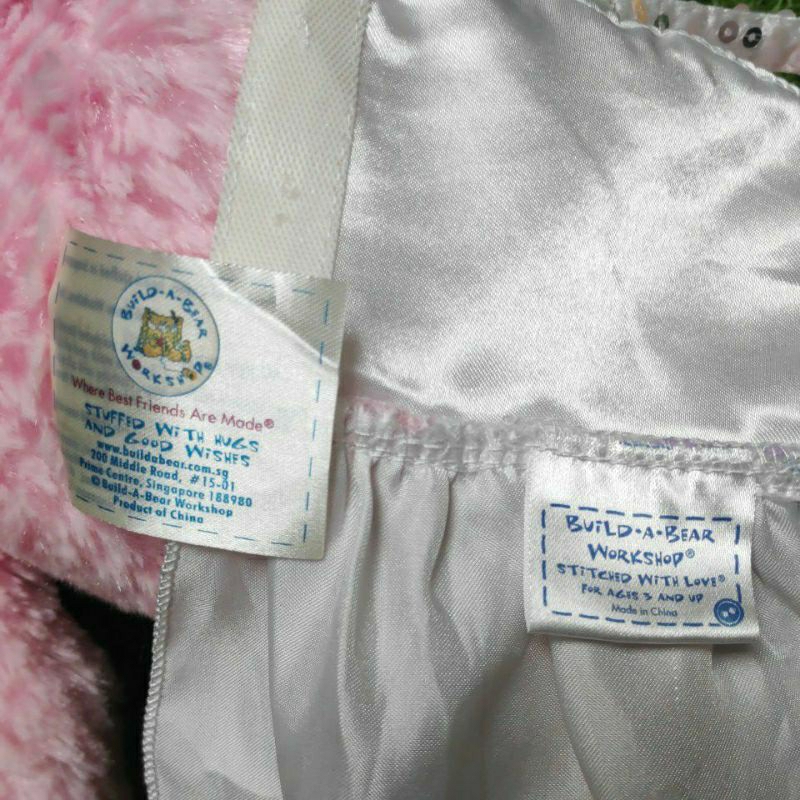 BUILD-A-BEAR
WORKSHOP
Where Best Friends Are Made®
STUFFED WITH HUGS
AND GOOD WISHES
www.buildabear.com.sg
200 Middle Road, #15-01
Prime Centre, Singapore 188980
©Build-A-Bear Workshop
Product of China
BUILD-A-BEAR
WORKSHOP®
STITCHED WITH LOVE®
FOR AGES 3 AND UP
Made in China